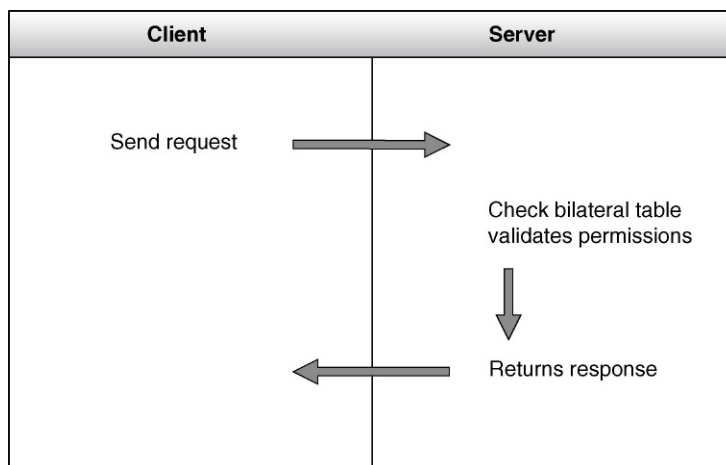 Client
Server
Send request
Check bilateral table
validates permissions
Returns response